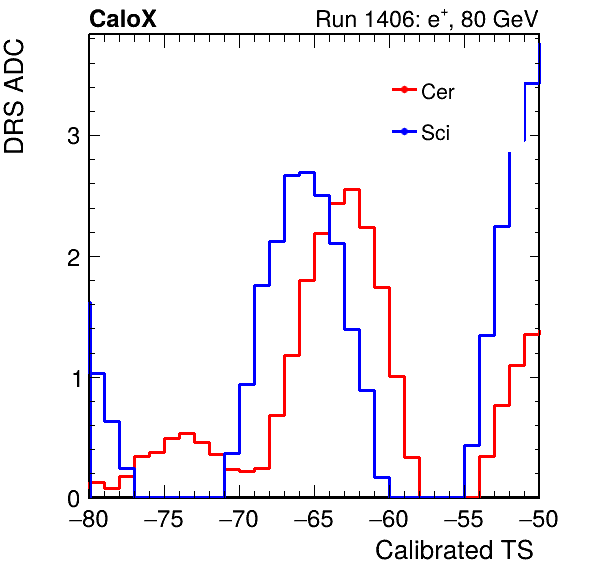 CaloX
Run 1406: e+, 80 GeV
DRS ADC
Cer
Sci
3
2
1
0
−80 −75 −70 −65 −60 −55 −50
Calibrated TS